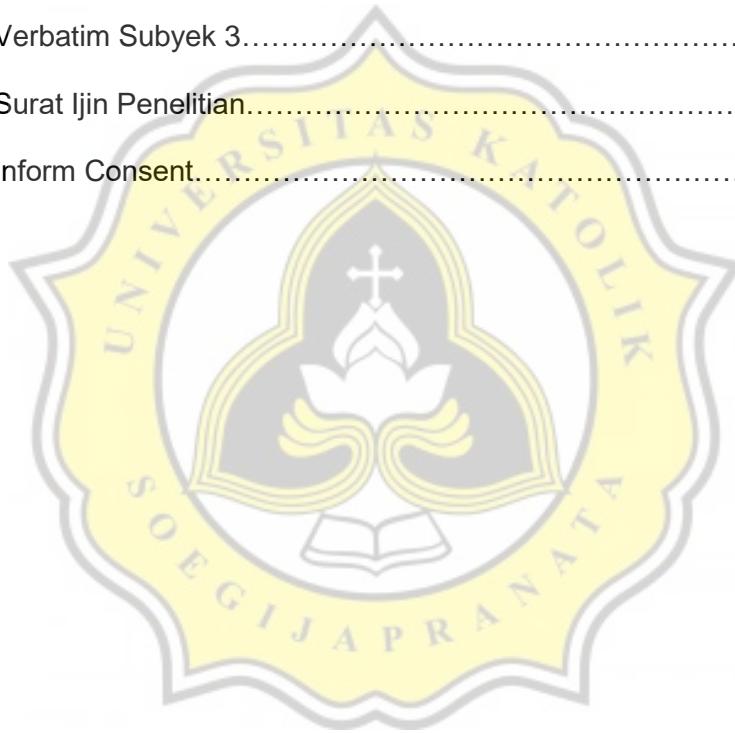 Verbatim Subyek 3……………………………………………….
Surat Ijin Penelitian……………………………………………….
Inform Consent…………………………………………………….
UNIVERSITAS KATOLIK
SOEGIJAPRANATA